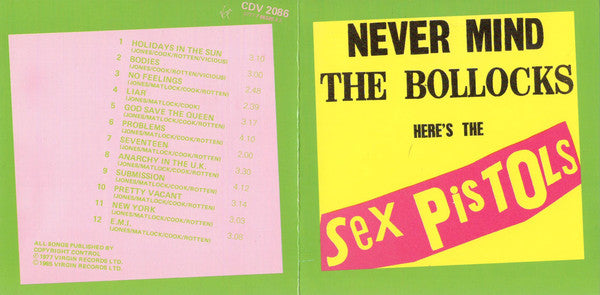 CDV 2086
1 HOLIDAYS IN THE SUN
(JONES/COOK/ROTTEN/VICIOUS) 3:16
2 BODIES
(JONES/COOK/ROTTEN/VICIOUS) 3:00
3 NO FEELINGS
(JONES/MATLOCK/COOK/ROTTEN) 2:48
4 LIAR
(JONES/MATLOCK/COOK) 2:39
5 GOD SAVE THE QUEEN
(JONES/MATLOCK/COOK/ROTTEN) 3:17
6 PROBLEMS
(JONES/MATLOCK/COOK/ROTTEN) 4:10
7 SEVENTEEN
(JONES/MATLOCK/COOK/ROTTEN) 2:00
8 ANARCHY IN THE U.K.
(JONES/MATLOCK/COOK/ROTTEN) 3:30
9 SUBMISSION
(JONES/MATLOCK/COOK/ROTTEN) 4:12
10 PRETTY VACANT
(JONES/MATLOCK/COOK/ROTTEN) 3:14
11 NEW YORK
(JONES/MATLOCK/COOK/ROTTEN) 3:03
12 E.M.I.
(JONES/MATLOCK/COOK/ROTTEN) 3:08
ALL SONGS PUBLISHED BY
COPYRIGHT CONTROL
℗1977 VIRGIN RECORDS LTD.
©1985 VIRGIN RECORDS LTD.
NEVER MIND
THE BOLLOCKS
HERE'S THE
Sex PisTOls